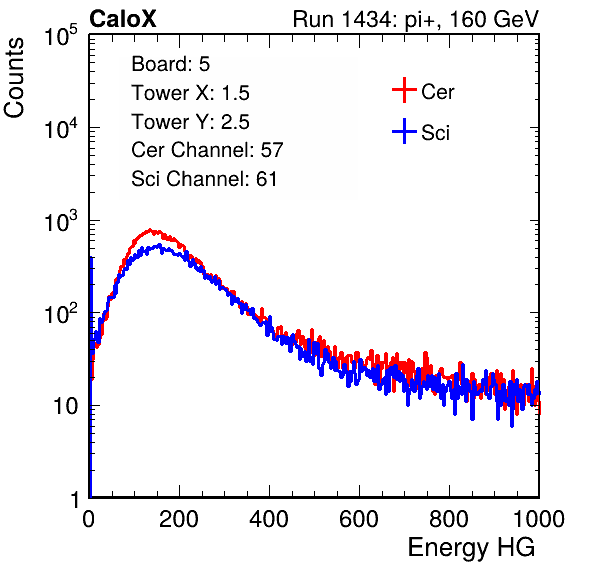 CaloX Run 1434: pi+, 160 GeV
Board: 5
Tower X: 1.5
Tower Y: 2.5
Cer Channel: 57
Sci Channel: 61
Cer
Sci
Counts
10^5
10^4
10^3
10^2
10
1
0 200 400 600 800 1000
Energy HG